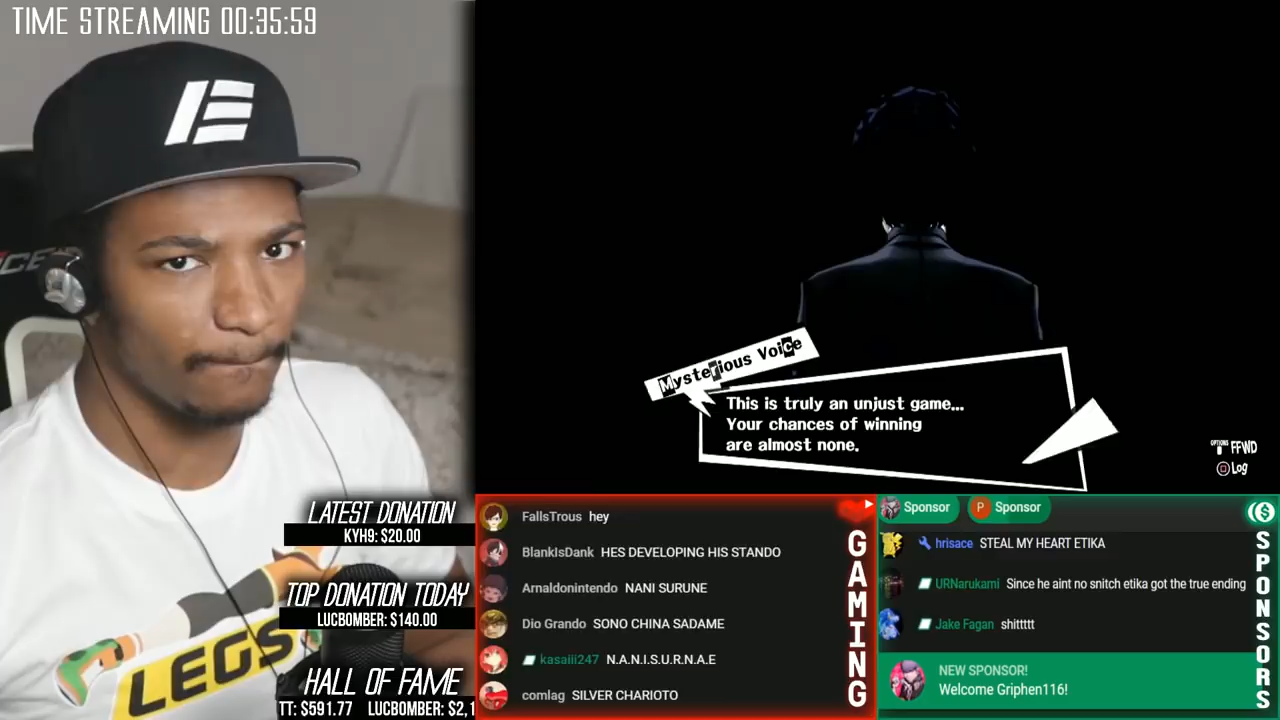 TIME STREAMING 00:35:59
Mysterious Voice
This is truly an unjust game...
Your chances of winning
are almost none.
OPTIONS FFWD
Log
LATEST DONATION
KYH9: $20.00
TOP DONATION TODAY
LUCBOMBER: $140.00
HALL OF FAME
TT: $591.77 LUCBOMBER: $2,1
LEGS
FallsTrous hey
BlankIsDank HES DEVELOPING HIS STANDO
Arnaldonintendo NANI SURUNE
Dio Grando SONO CHINA SADAME
kasaiii247 N.A.N.I.S.U.R.N.A.E
comlag SILVER CHARIOTO
GAMING
Sponsor
P Sponsor
hrisace STEAL MY HEART ETIKA
URNarukami Since he aint no snitch etika got the true ending
Jake Fagan shittttt
NEW SPONSOR!
Welcome Griphen116!
SPONSORS